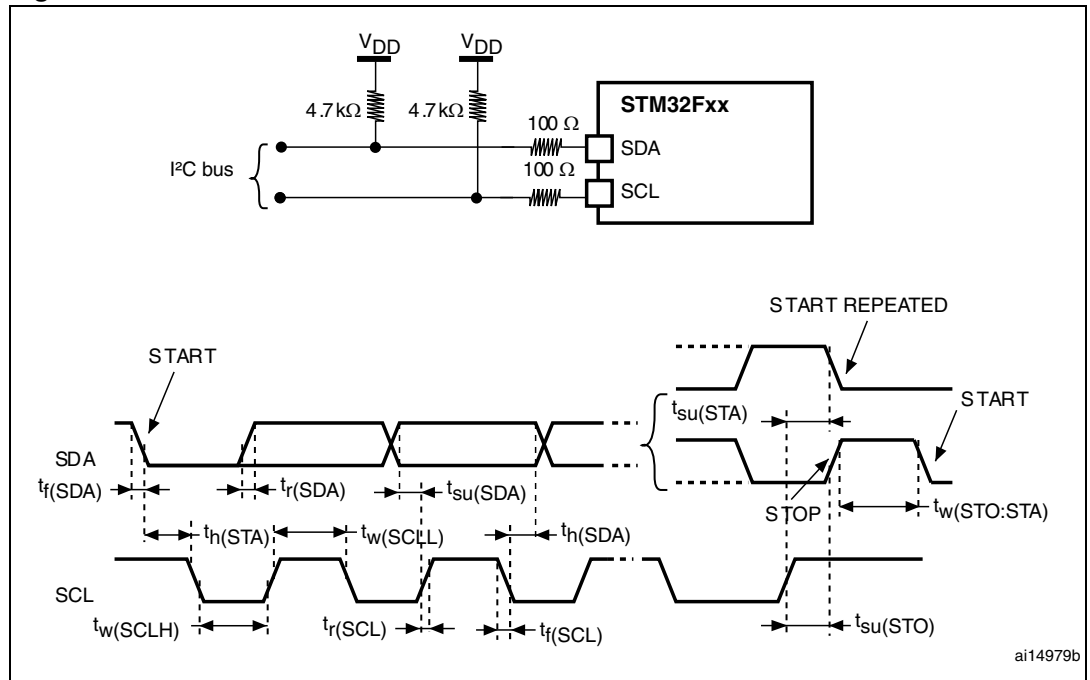 VDD VDD
4.7kΩ 4.7kΩ
STM32Fxx
100 Ω
SDA
I²C bus
100 Ω
SCL
START REPEATED
START
tsu(STA)
START
SDA
tf(SDA) tr(SDA) tsu(SDA)
STOP
tw(STO:STA)
th(STA) tw(SCLL) th(SDA)
SCL
tw(SCLH) tr(SCL) tf(SCL) tsu(STO)
ai14979b